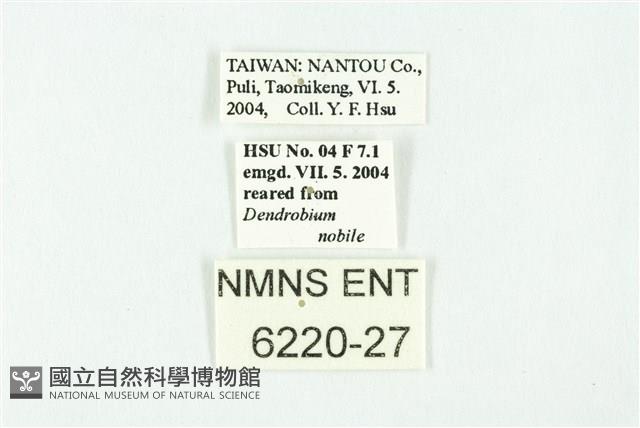 TAIWAN: NANTOU Co.,
Puli, Taomikeng, VI. 5.
2004, Coll. Y. F. Hsu
HSU No. 04 F 7.1
emgd. VII. 5. 2004
reared from
Dendrobium
nobile
NMNS ENT
6220-27
國立自然科學博物館
NATIONAL MUSEUM OF NATURAL SCIENCE